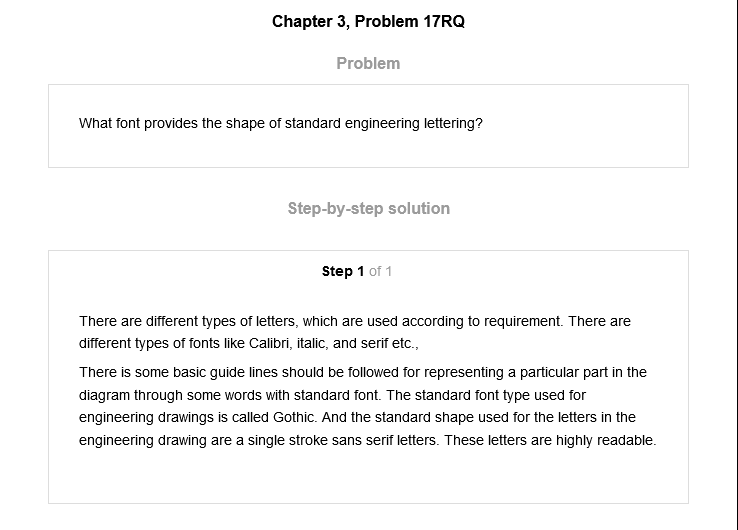 Chapter 3, Problem 17RQ
Problem
What font provides the shape of standard engineering lettering?
Step-by-step solution
Step 1 of 1
There are different types of letters, which are used according to requirement. There are
different types of fonts like Calibri, italic, and serif etc.,
There is some basic guide lines should be followed for representing a particular part in the
diagram through some words with standard font. The standard font type used for
engineering drawings is called Gothic. And the standard shape used for the letters in the
engineering drawing are a single stroke sans serif letters. These letters are highly readable.